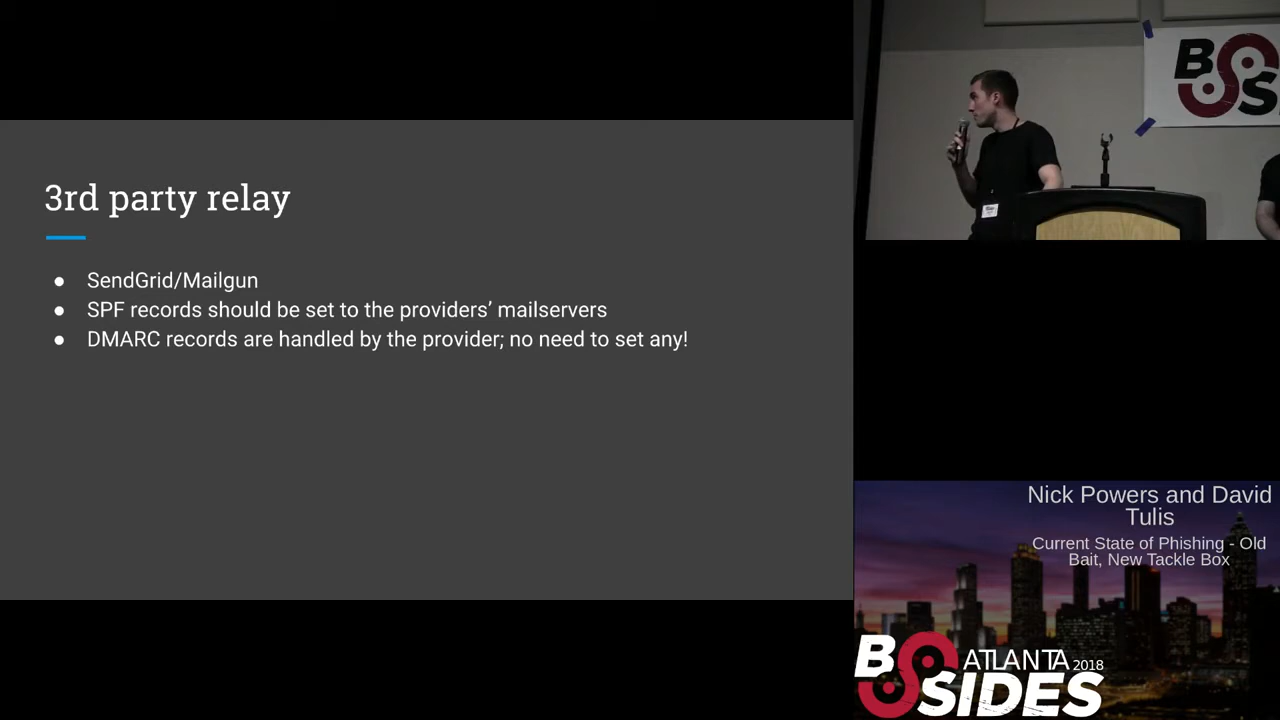 3rd party relay
● SendGrid/Mailgun
● SPF records should be set to the providers’ mailservers
● DMARC records are handled by the provider; no need to set any!
B SIDES
Nick Powers and David
Tulis
Current State of Phishing - Old
Bait, New Tackle Box
BSIDES ATLANTA 2018